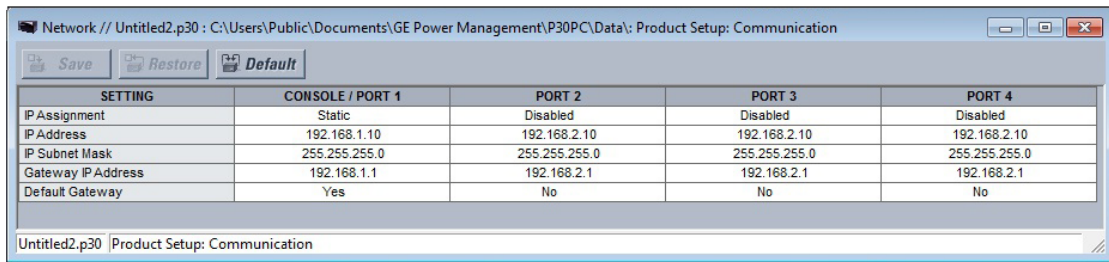 Network // Untitled2.p30 : C:\Users\Public\Documents\GE Power Management\P30PC\Data\: Product Setup: Communication
Save Restore Default
SETTING CONSOLE / PORT 1 PORT 2 PORT 3 PORT 4
IP Assignment Static Disabled Disabled Disabled
IP Address 192.168.1.10 192.168.2.10 192.168.2.10 192.168.2.10
IP Subnet Mask 255.255.255.0 255.255.255.0 255.255.255.0 255.255.255.0
Gateway IP Address 192.168.1.1 192.168.2.1 192.168.2.1 192.168.2.1
Default Gateway Yes No No No
Untitled2.p30 Product Setup: Communication